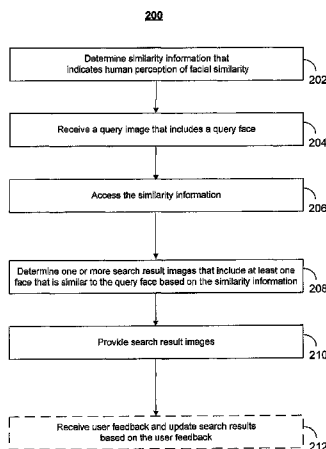 200
Determine similarity information that
indicates human perception of facial similarity
202
Receive a query image that includes a query face
204
Access the similarity information
206
Determine one or more search result images that include at least one
face that is similar to the query face based on the similarity information
208
Provide search result images
210
Receive user feedback and update search results
based on the user feedback
212